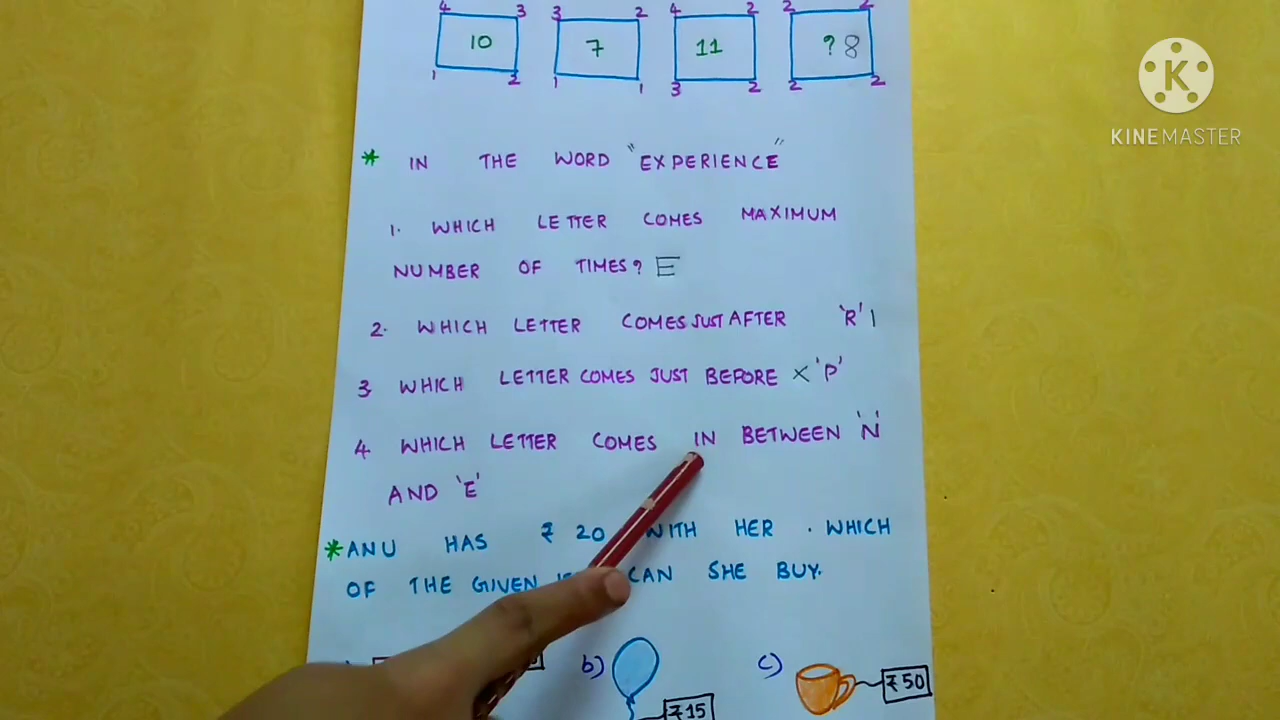 4 3 3 2 4 2 2 2
10 7 11 ? 8
1 2 1 1 3 2 2 2
K
KINEMASTER
* IN THE WORD "EXPERIENCE"
1. WHICH LETTER COMES MAXIMUM
NUMBER OF TIMES? E
2. WHICH LETTER COMES JUST AFTER 'R' I
3 WHICH LETTER COMES JUST BEFORE X 'P'
4 WHICH LETTER COMES IN BETWEEN 'N'
AND 'E'
* ANU HAS ₹ 20 WITH HER . WHICH
OF THE GIVEN CAN SHE BUY.
b) c)
₹ 15 ₹ 50